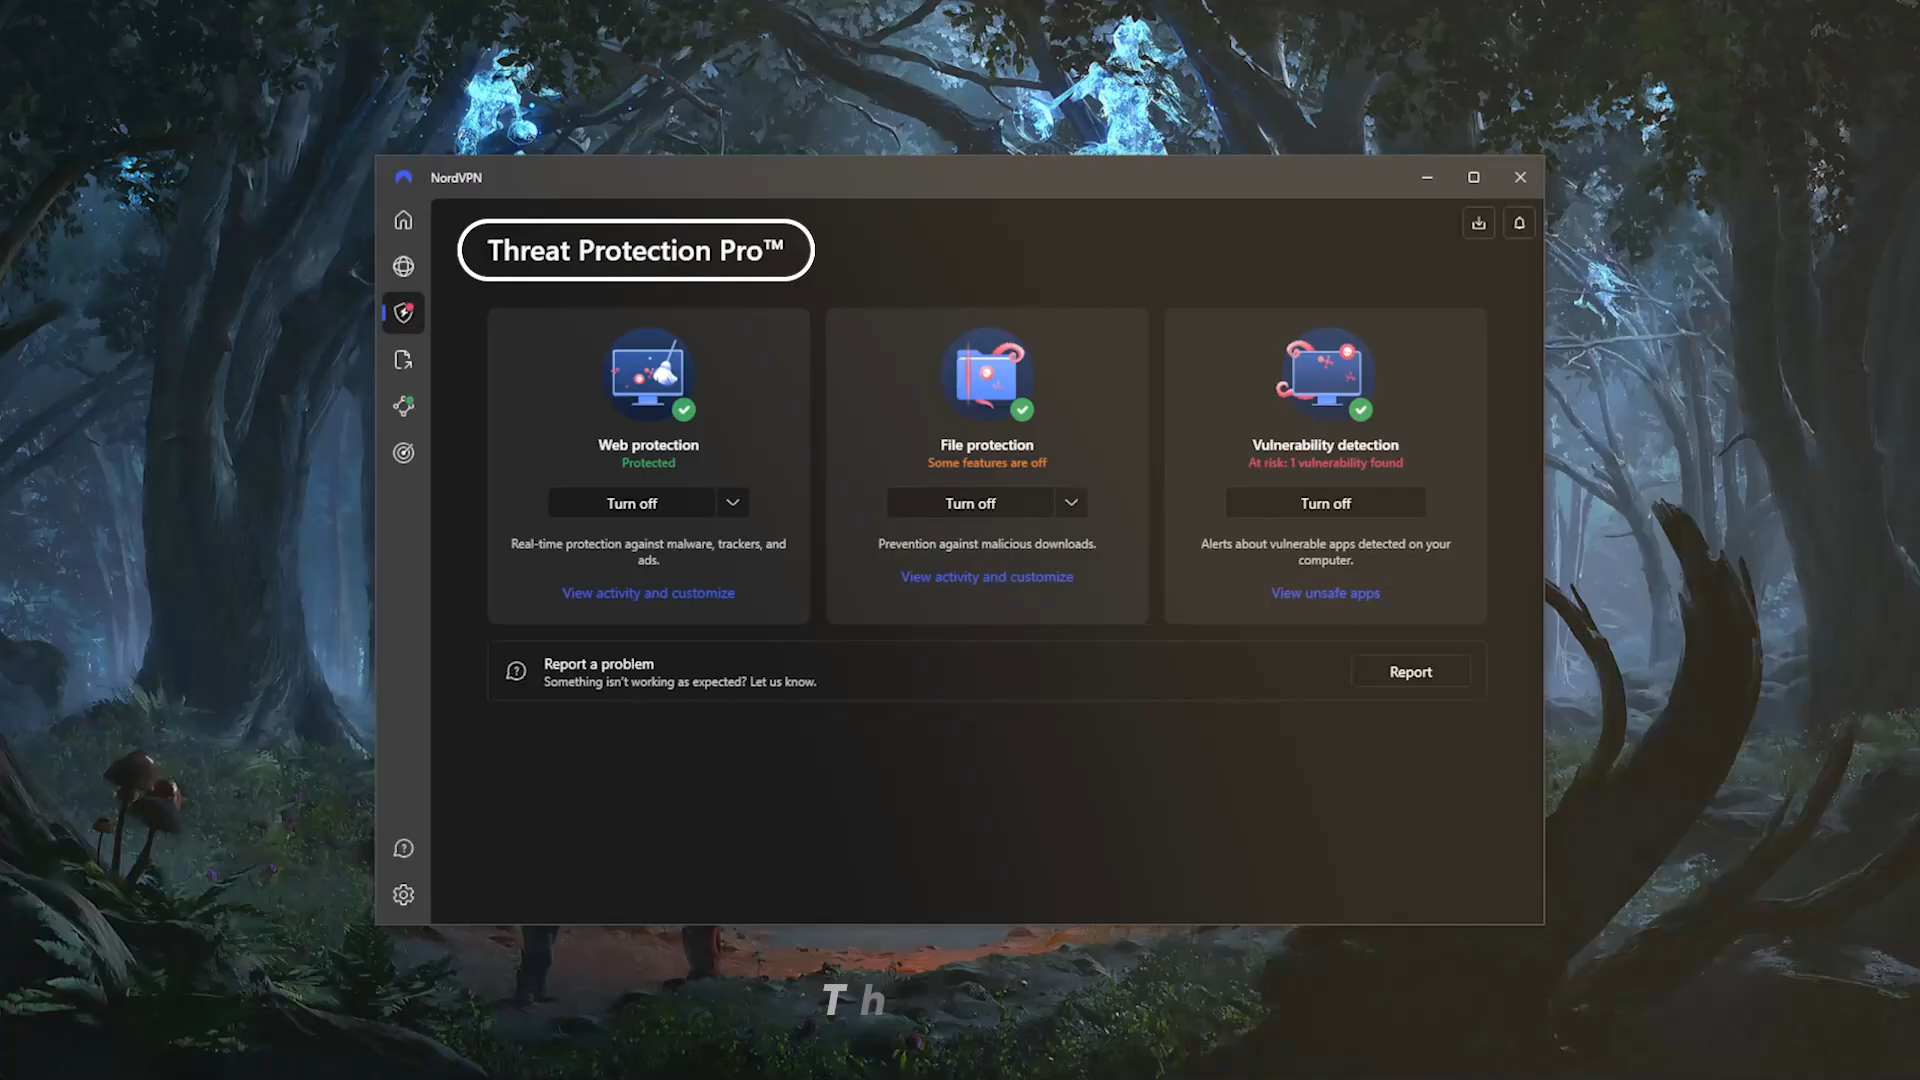 NordVPN
Threat Protection Pro™
Web protection
Protected
Turn off
Real-time protection against malware, trackers, and
ads.
View activity and customize
File protection
Some features are off
Turn off
Prevention against malicious downloads.
View activity and customize
Vulnerability detection
At risk: 1 vulnerability found
Turn off
Alerts about vulnerable apps detected on your
computer.
View unsafe apps
Report a problem
Something isn't working as expected? Let us know.
Report
Th